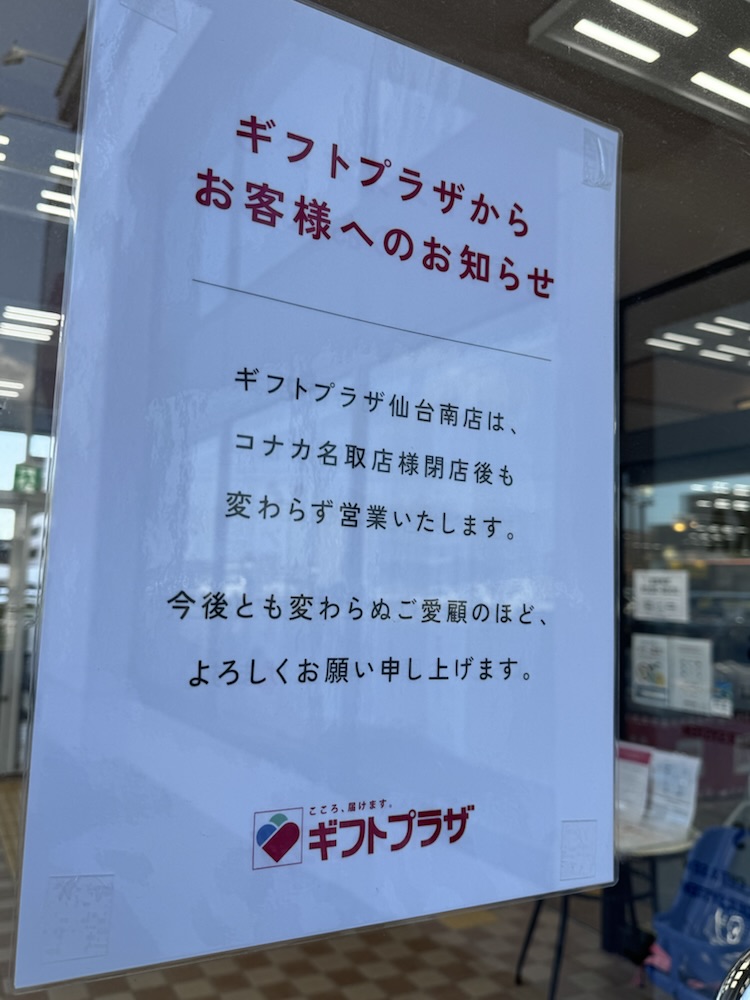 ギフトプラザから
お客様へのお知らせ
ギフトプラザ仙台南店は、
コナカ名取店様閉店後も
変わらず営業いたします。
今後とも変わらぬご愛顧のほど、
よろしくお願い申し上げます。
こころ、届けます。
ギフトプラザ